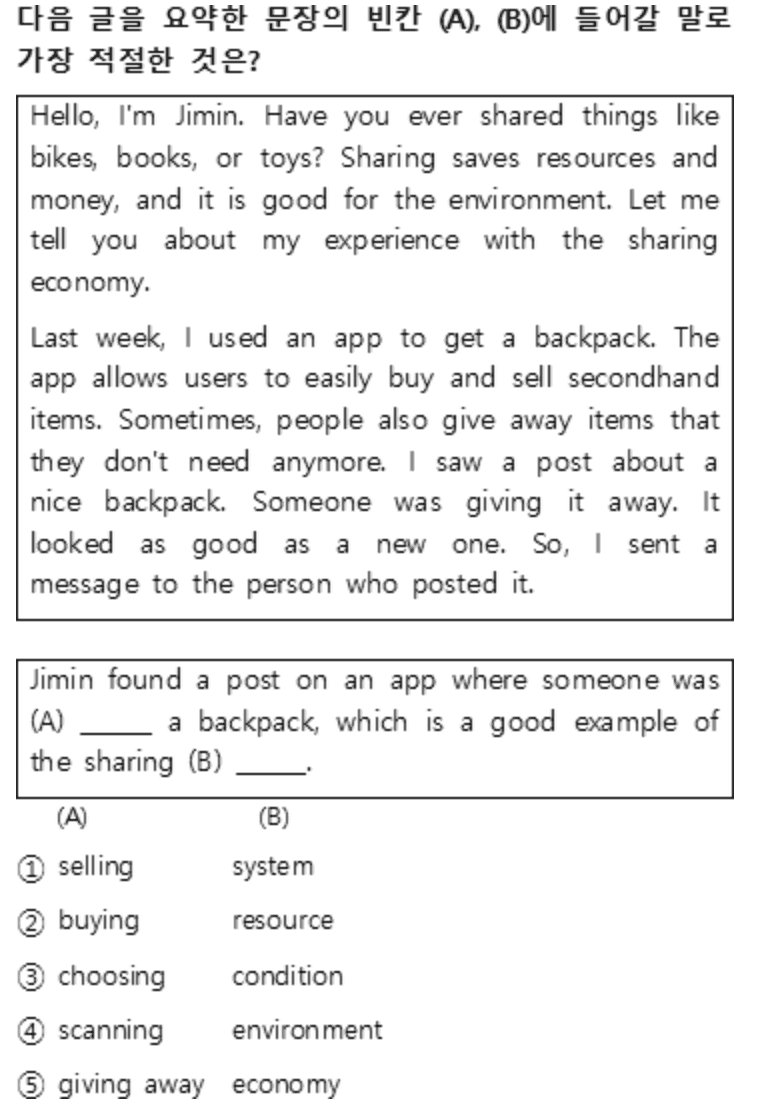 다음 글을 요약한 문장의 빈칸 (A), (B)에 들어갈 말로
가장 적절한 것은?
Hello, I'm Jimin. Have you ever shared things like
bikes, books, or toys? Sharing saves resources and
money, and it is good for the environment. Let me
tell you about my experience with the sharing
economy.
Last week, I used an app to get a backpack. The
app allows users to easily buy and sell secondhand
items. Sometimes, people also give away items that
they don't need anymore. I saw a post about a
nice backpack. Someone was giving it away. It
looked as good as a new one. So, I sent a
message to the person who posted it.
Jimin found a post on an app where someone was
(A) _____ a backpack, which is a good example of
the sharing (B) _____.
(A) (B)
① selling system
② buying resource
③ choosing condition
④ scanning environment
⑤ giving away economy